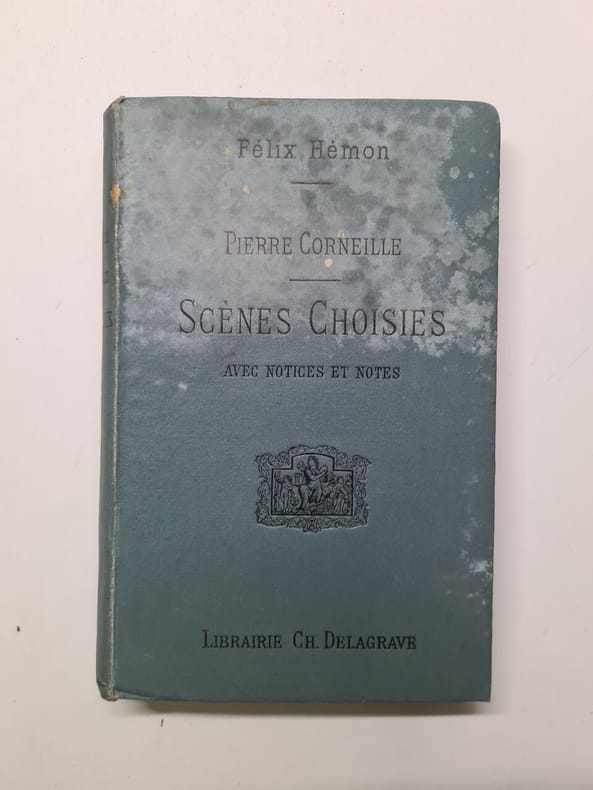 Félix Hémon
PIERRE CORNEILLE
SCÈNES CHOISIES
AVEC NOTICES ET NOTES
LIBRAIRIE CH. DELAGRAVE